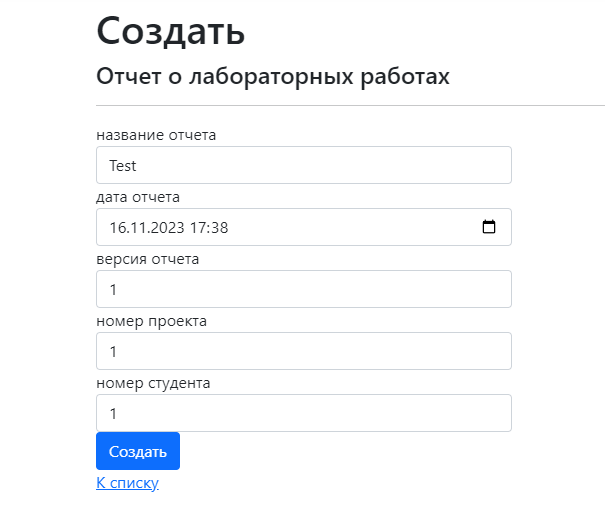 Создать
Отчет о лабораторных работах
название отчета
Test
дата отчета
16.11.2023 17:38
версия отчета
1
номер проекта
1
номер студента
1
Создать
К списку